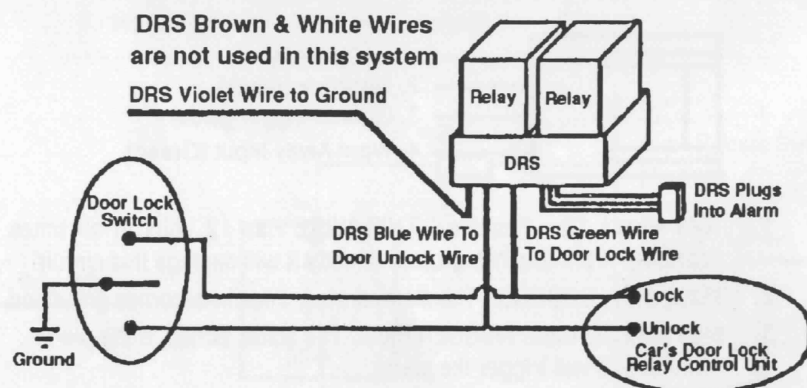 DRS Brown & White Wires
are not used in this system
DRS Violet Wire to Ground
Relay
Relay
DRS
Door Lock
Switch
DRS Plugs
Into Alarm
DRS Blue Wire To
Door Unlock Wire
DRS Green Wire
To Door Lock Wire
Lock
Unlock
Car's Door Lock
Relay Control Unit
Ground